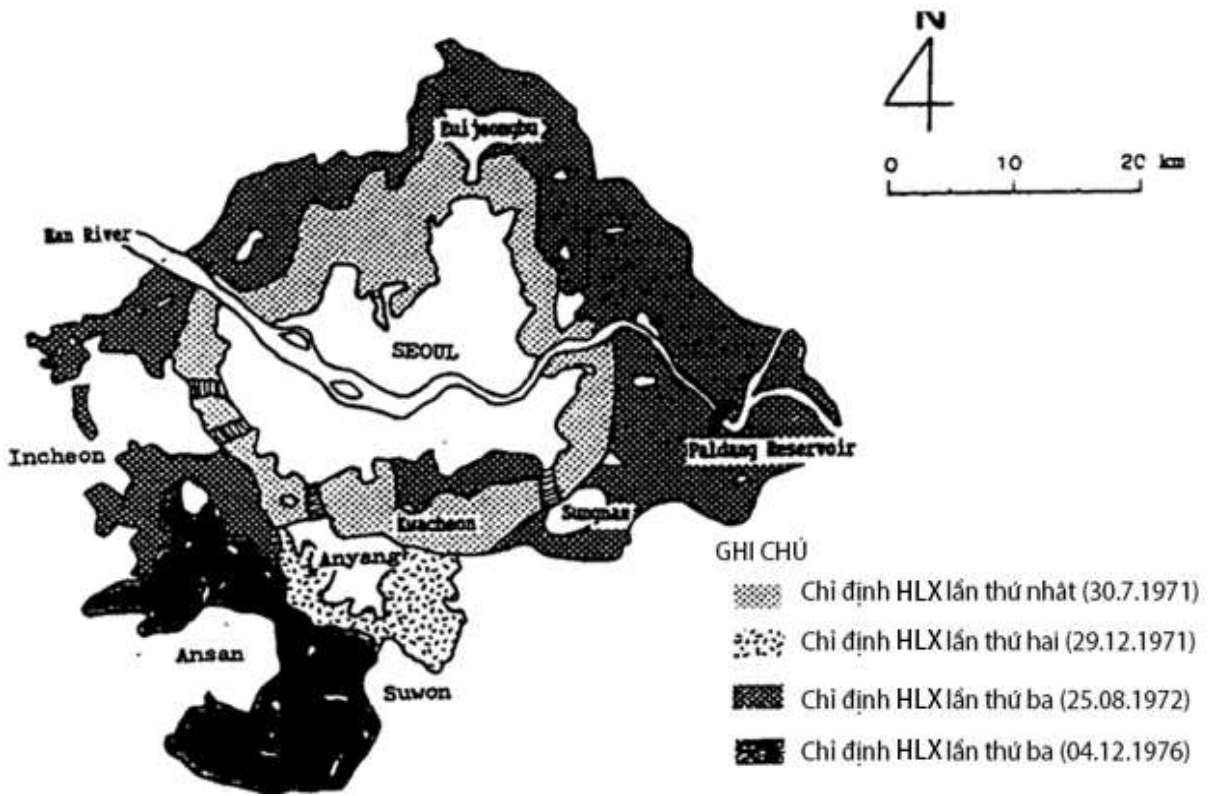 N
0 10 20 km
Euijeongbu
Han River
SEOUL
Incheon
Paldang Reservoir
Kwacheon
Sungnam
Anyang
Ansan
Suwon
GHI CHÚ
Chỉ định HLX lần thứ nhất (30.7.1971)
Chỉ định HLX lần thứ hai (29.12.1971)
Chỉ định HLX lần thứ ba (25.08.1972)
Chỉ định HLX lần thứ ba (04.12.1976)